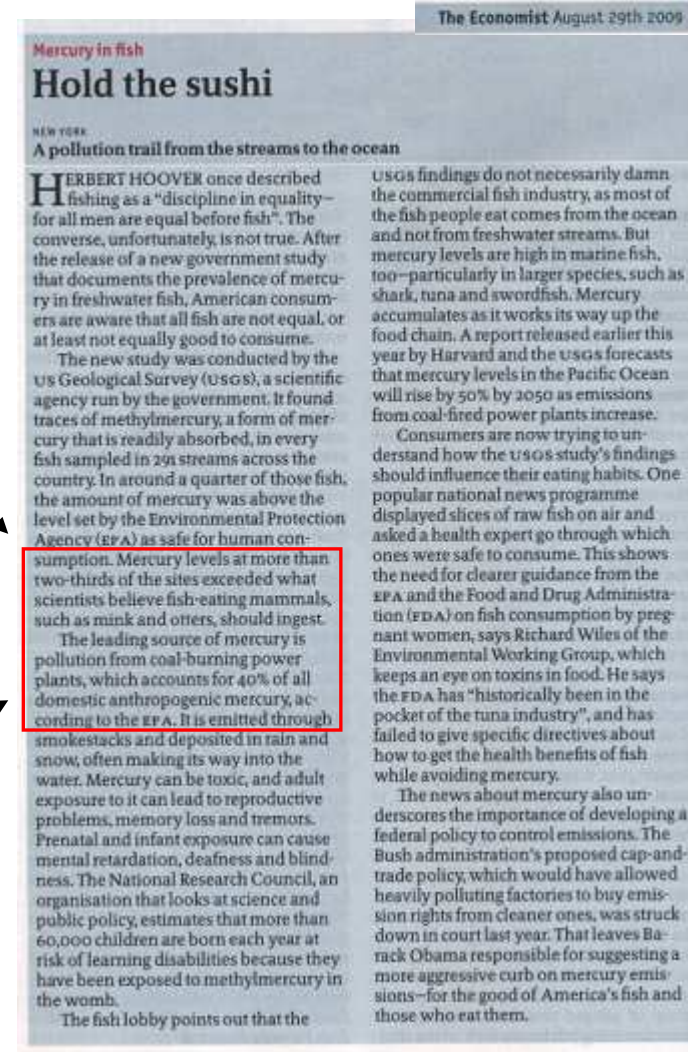 The Economist August 29th 2009
Mercury in fish
Hold the sushi
NEW YORK
A pollution trail from the streams to the ocean
HERBERT HOOVER once described
fishing as a “discipline in equality—
for all men are equal before fish”. The
converse, unfortunately, is not true. After
the release of a new government study
that documents the prevalence of mercu-
ry in freshwater fish, American consum-
ers are aware that all fish are not equal, or
at least not equally good to consume.
The new study was conducted by the
US Geological Survey (USGS), a scientific
agency run by the government. It found
traces of methylmercury, a form of mer-
cury that is readily absorbed, in every
fish sampled in 291 streams across the
country. In around a quarter of those fish,
the amount of mercury was above the
level set by the Environmental Protection
Agency (EPA) as safe for human con-
sumption. Mercury levels at more than
two-thirds of the sites exceeded what
scientists believe fish-eating mammals,
such as mink and otters, should ingest.
The leading source of mercury is
pollution from coal-burning power
plants, which accounts for 40% of all
domestic anthropogenic mercury, ac-
cording to the EPA. It is emitted through
smokestacks and deposited in rain and
snow, often making its way into the
water. Mercury can be toxic, and adult
exposure to it can lead to reproductive
problems, memory loss and tremors.
Prenatal and infant exposure can cause
mental retardation, deafness and blind-
ness. The National Research Council, an
organisation that looks at science and
public policy, estimates that more than
60,000 children are born each year at
risk of learning disabilities because they
have been exposed to methylmercury in
the womb.
The fish lobby points out that the
USGS findings do not necessarily damn
the commercial fish industry, as most of
the fish people eat comes from the ocean
and not from freshwater streams. But
mercury levels are high in marine fish,
too—particularly in larger species, such as
shark, tuna and swordfish. Mercury
accumulates as it works its way up the
food chain. A report released earlier this
year by Harvard and the USGS forecasts
that mercury levels in the Pacific Ocean
will rise by 50% by 2050 as emissions
from coal-fired power plants increase.
Consumers are now trying to un-
derstand how the USGS study's findings
should influence their eating habits. One
popular national news programme
displayed slices of raw fish on air and
asked a health expert go through which
ones were safe to consume. This shows
the need for clearer guidance from the
EPA and the Food and Drug Administra-
tion (FDA) on fish consumption by preg-
nant women, says Richard Wiles of the
Environmental Working Group, which
keeps an eye on toxins in food. He says
the FDA has “historically been in the
pocket of the tuna industry”, and has
failed to give specific directives about
how to get the health benefits of fish
while avoiding mercury.
The news about mercury also un-
derscores the importance of developing a
federal policy to control emissions. The
Bush administration's proposed cap-and-
trade policy, which would have allowed
heavily polluting factories to buy emis-
sion rights from cleaner ones, was struck
down in court last year. That leaves Ba-
rack Obama responsible for suggesting a
more aggressive curb on mercury emis-
sions—for the good of America's fish and
those who eat them.